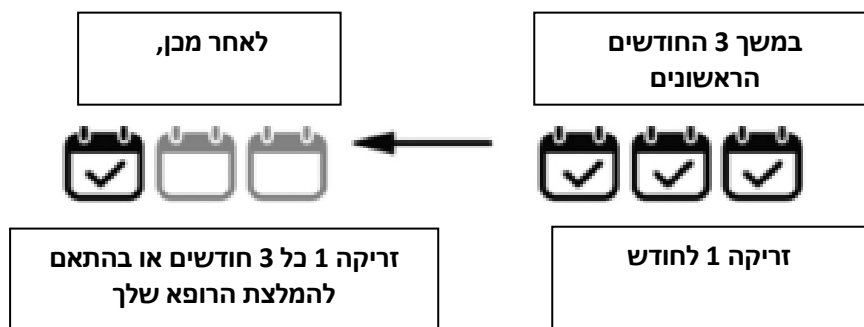 במשך 3 החודשים
הראשונים
זריקה 1 לחודש
לאחר מכן,
זריקה 1 כל 3 חודשים או בהתאם
להמלצת הרופא שלך